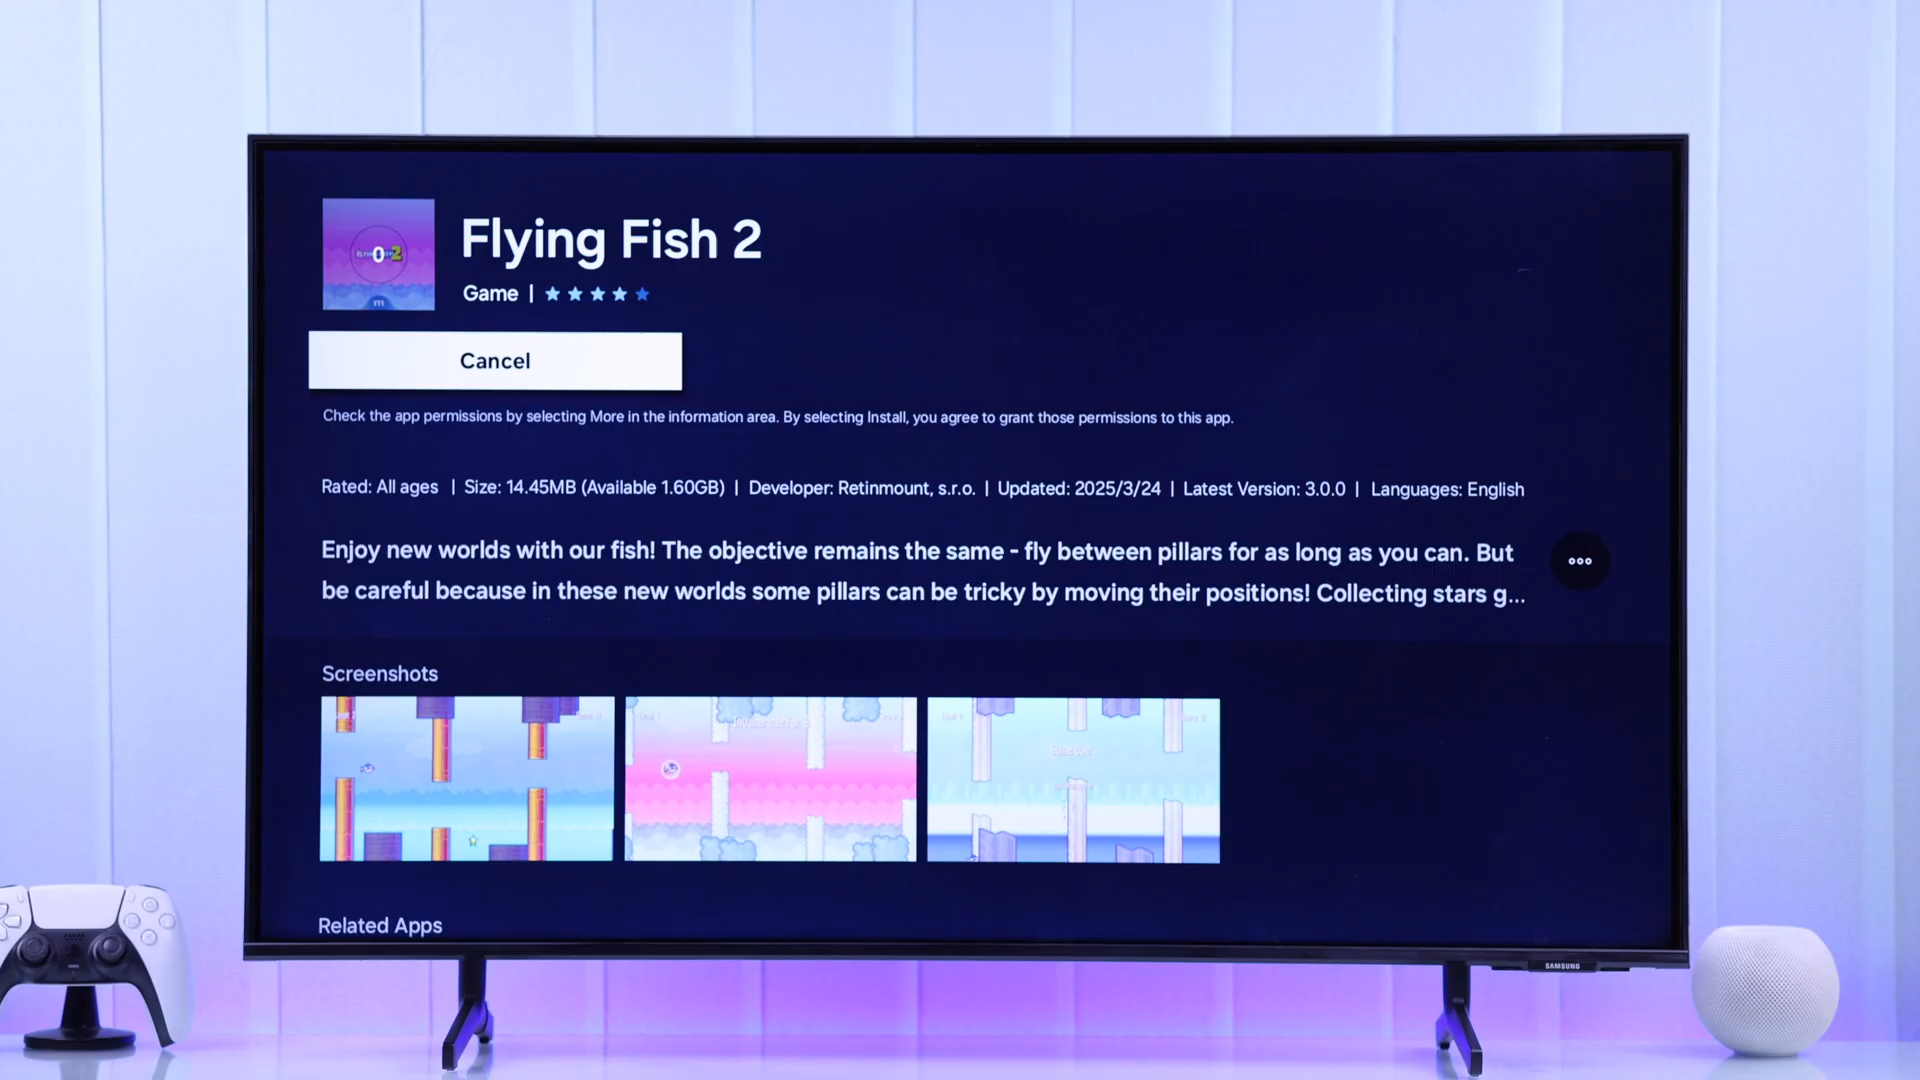 Flying Fish 2
Game |
0 2
m
Cancel
Check the app permissions by selecting More in the information area. By selecting Install, you agree to grant those permissions to this app.
Rated: All ages | Size: 14.45MB (Available 1.60GB) | Developer: Retinmount, s.r.o. | Updated: 2025/3/24 | Latest Version: 3.0.0 | Languages: English
Enjoy new worlds with our fish! The objective remains the same - fly between pillars for as long as you can. But
be careful because in these new worlds some pillars can be tricky by moving their positions! Collecting stars g...
Screenshots
Related Apps
SAMSUNG